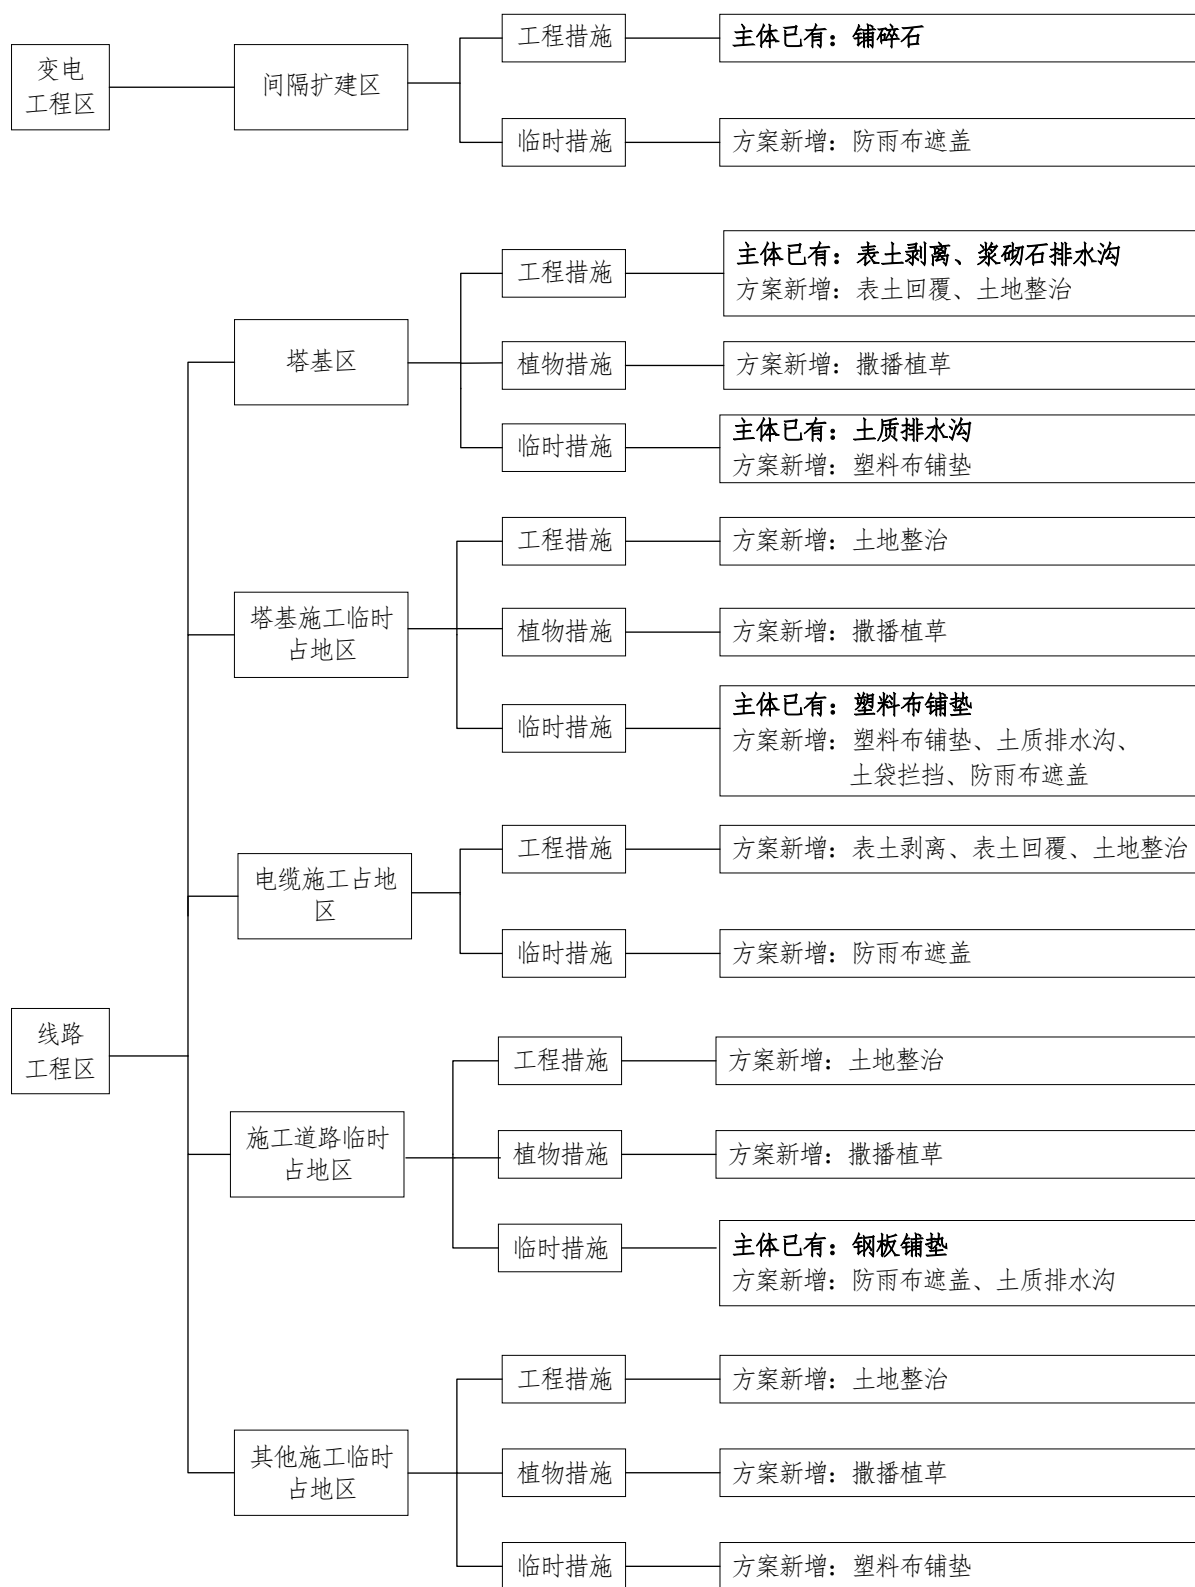 变电
工程区
间隔扩建区
工程措施
主体已有：铺碎石
临时措施
方案新增：防雨布遮盖
线路
工程区
塔基区
工程措施
主体已有：表土剥离、浆砌石排水沟
方案新增：表土回覆、土地整治
植物措施
方案新增：撒播植草
临时措施
主体已有：土质排水沟
方案新增：塑料布铺垫
塔基施工临时
占地区
工程措施
方案新增：土地整治
植物措施
方案新增：撒播植草
临时措施
主体已有：塑料布铺垫
方案新增：塑料布铺垫、土质排水沟、
土袋拦挡、防雨布遮盖
电缆施工占地
区
工程措施
方案新增：表土剥离、表土回覆、土地整治
临时措施
方案新增：防雨布遮盖
施工道路临时
占地区
工程措施
方案新增：土地整治
植物措施
方案新增：撒播植草
临时措施
主体已有：钢板铺垫
方案新增：防雨布遮盖、土质排水沟
其他施工临时
占地区
工程措施
方案新增：土地整治
植物措施
方案新增：撒播植草
临时措施
方案新增：塑料布铺垫